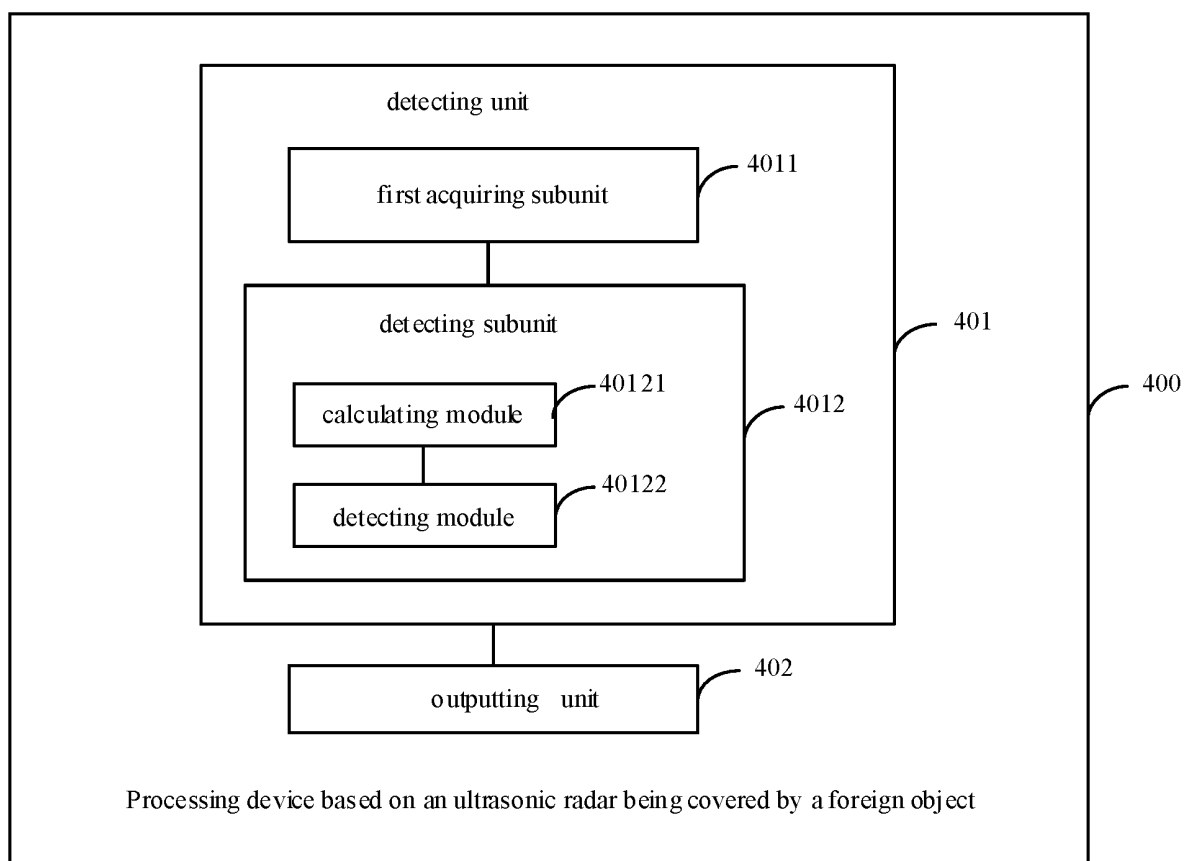 detecting unit
first acquiring subunit
4011
detecting subunit
401
40121
calculating module
4012
400
40122
detecting module
402
outputting unit
Processing device based on an ultrasonic radar being covered by a foreign object